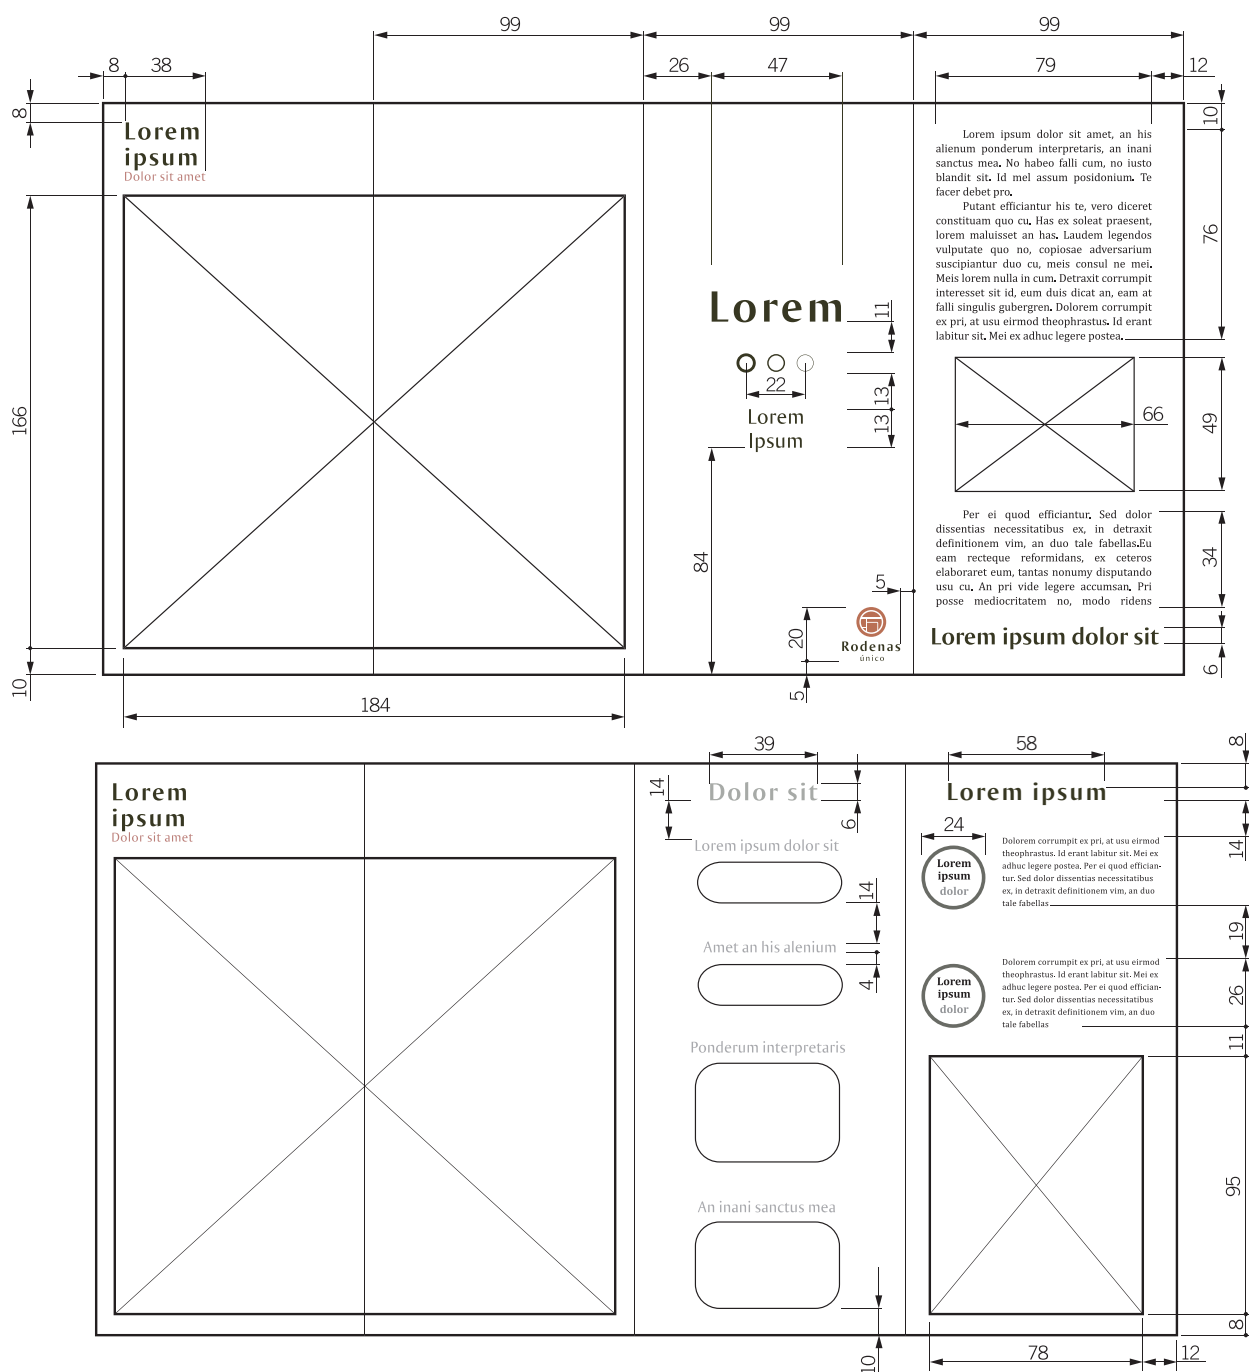 99
99
99
8
38
26
47
79
12
8
10
Lorem
ipsum
Dolor sit amet
Lorem ipsum dolor sit amet, an his
alienum ponderum interpretaris, an inani
sanctus mea. No habeo falli cum, no iusto
blandit sit. Id mel assum posidonium. Te
facer debet pro.
Putant efficiantur his te, vero diceret
constituam quo cu. Has ex soleat praesent,
lorem maluisset an has. Laudem legendos
vulputate quo no, copiosae adversarium
suscipiantur duo cu, meis consul ne mei.
Meis lorem nulla in cum. Detraxit corrumpit
interesset sit id, eum duis dicat an, eam at
falli singulis gubergren. Dolorem corrumpit
ex pri, at usu eirmod theophrastus. Id erant
labitur sit. Mei ex adhuc legere postea.
76
Lorem
11
22
13
Lorem
Ipsum
13
166
66
49
Per ei quod efficiantur. Sed dolor
dissentias necessitatibus ex, in detraxit
definitionem vim, an duo tale fabellas.Eu
eam recteque reformidans, ex ceteros
elaboraret eum, tantas nonumy disputando
usu cu. An pri vide legere accumsan. Pri
posse mediocritatem no, modo ridens
34
84
5
20
Rodenas
único
Lorem ipsum dolor sit
6
10
5
184
39
58
8
Lorem
ipsum
Dolor sit amet
14
Dolor sit
6
Lorem ipsum
14
24
Lorem ipsum dolor sit
Lorem
ipsum
dolor
Dolorem corrumpit ex pri, at usu eirmod
theophrastus. Id erant labitur sit. Mei ex
adhuc legere postea. Per ei quod effician-
tur. Sed dolor dissentias necessitatibus
ex, in detraxit definitionem vim, an duo
tale fabellas
14
19
Amet an his alenium
4
Lorem
ipsum
dolor
Dolorem corrumpit ex pri, at usu eirmod
theophrastus. Id erant labitur sit. Mei ex
adhuc legere postea. Per ei quod effician-
tur. Sed dolor dissentias necessitatibus
ex, in detraxit definitionem vim, an duo
tale fabellas
26
11
Ponderum interpretaris
95
An inani sanctus mea
8
10
78
12